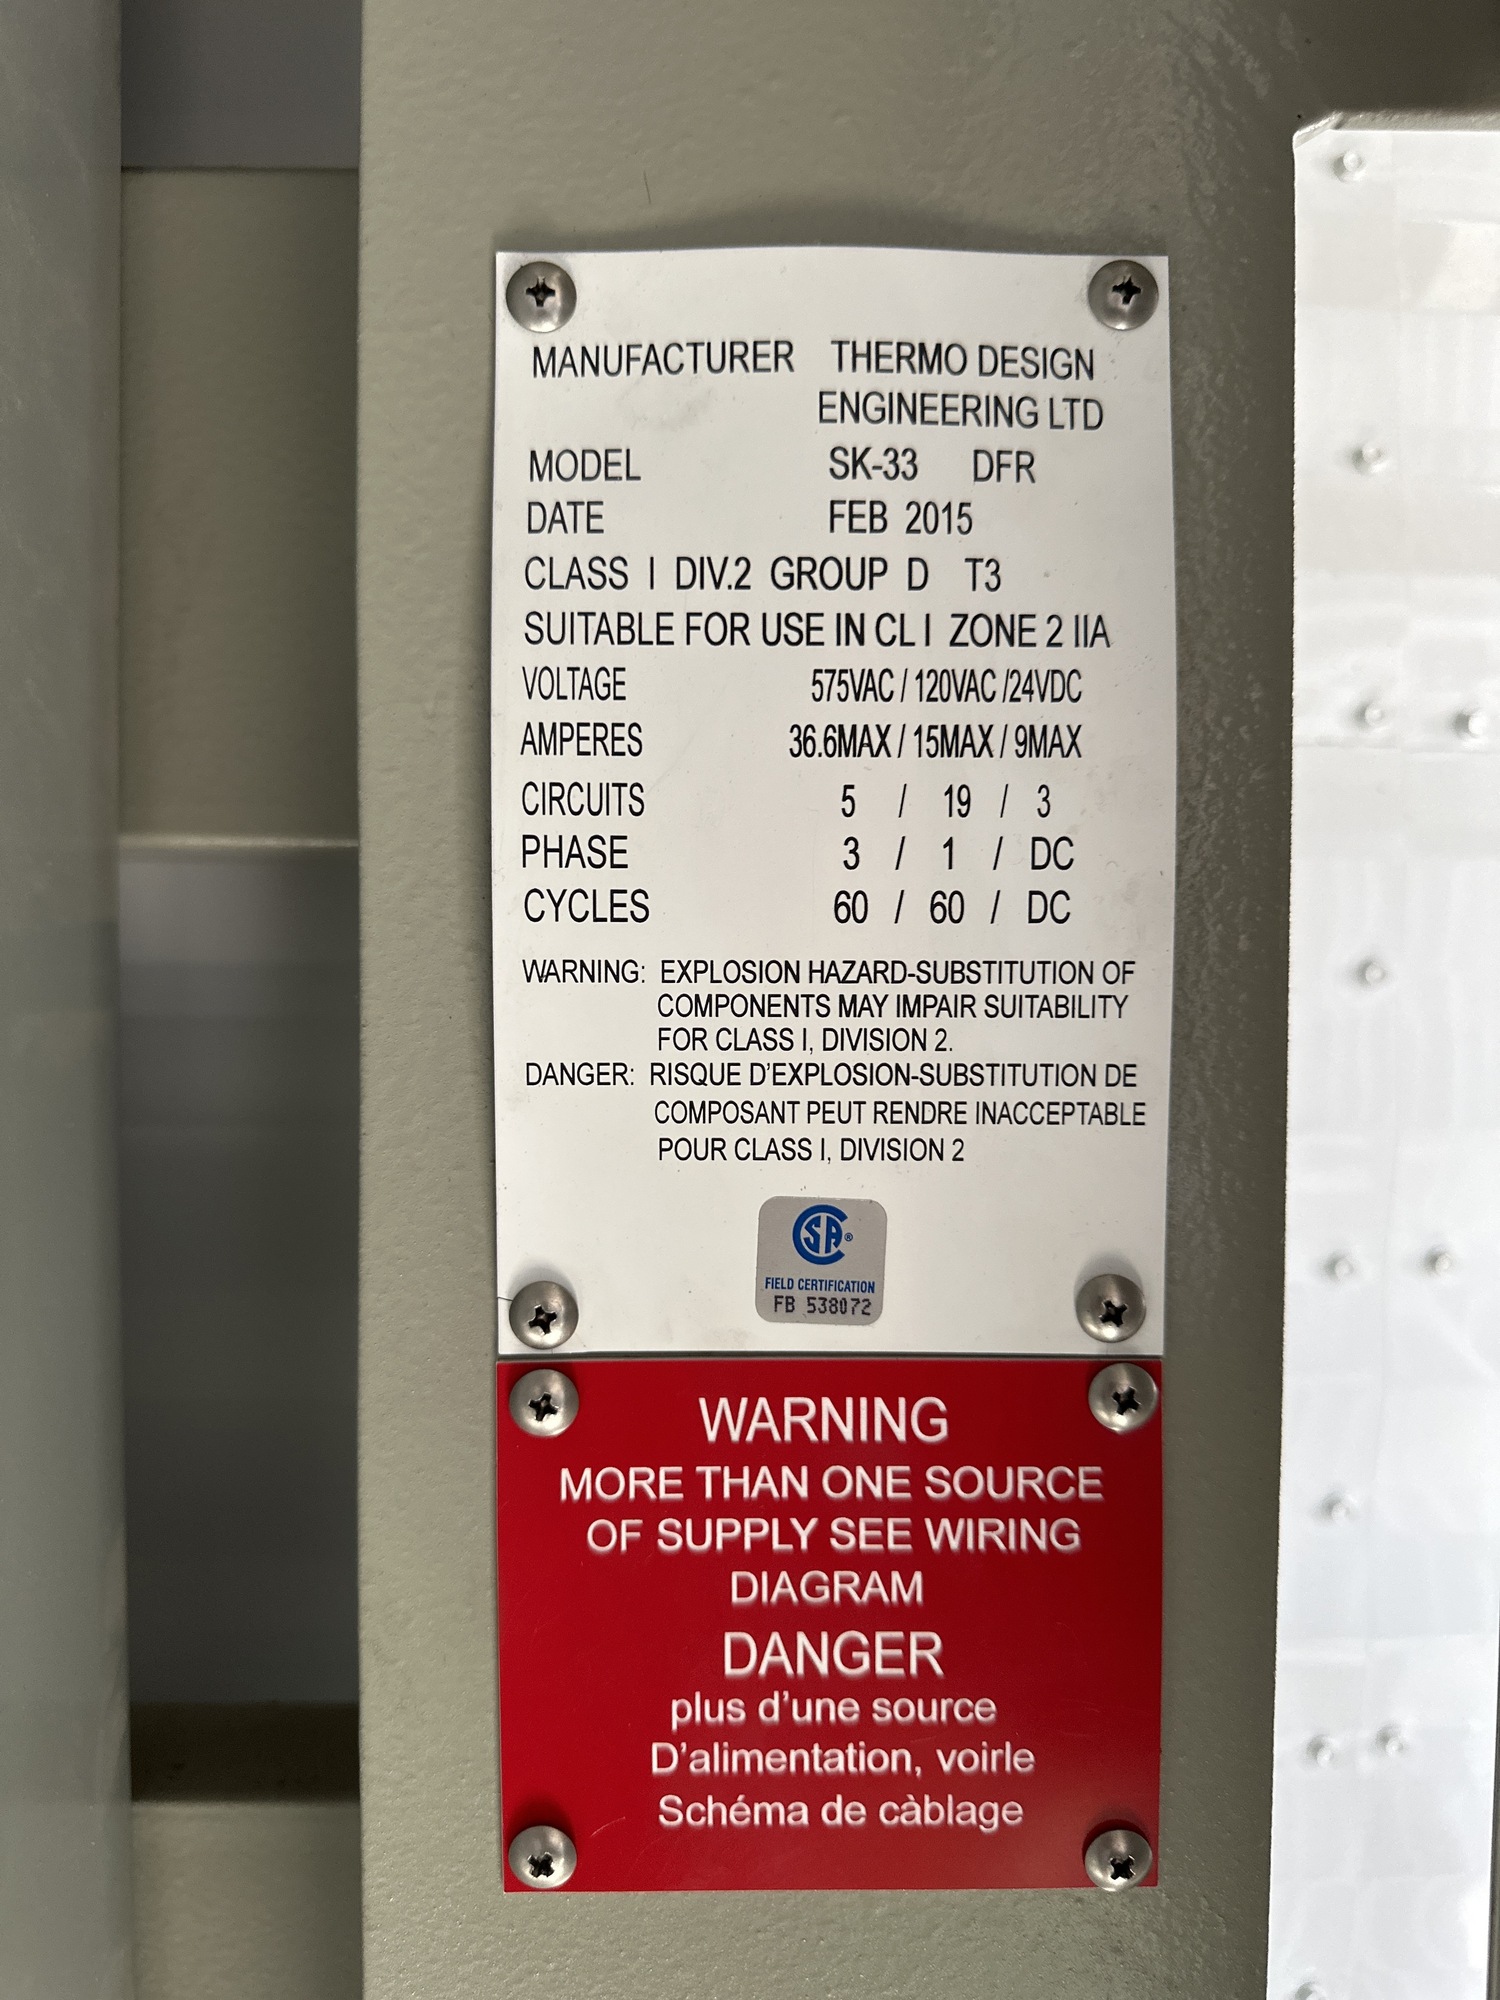 MANUFACTURER THERMO DESIGN
ENGINEERING LTD
MODEL SK-33 DFR
DATE FEB 2015
CLASS I DIV.2 GROUP D T3
SUITABLE FOR USE IN CL I ZONE 2 IIA
VOLTAGE 575VAC / 120VAC /24VDC
AMPERES 36.6MAX / 15MAX / 9MAX
CIRCUITS 5 / 19 / 3
PHASE 3 / 1 / DC
CYCLES 60 / 60 / DC
WARNING: EXPLOSION HAZARD-SUBSTITUTION OF
COMPONENTS MAY IMPAIR SUITABILITY
FOR CLASS I, DIVISION 2.
DANGER: RISQUE D'EXPLOSION-SUBSTITUTION DE
COMPOSANT PEUT RENDRE INACCEPTABLE
POUR CLASS I, DIVISION 2
CSA®
FIELD CERTIFICATION
FB 538072
WARNING
MORE THAN ONE SOURCE
OF SUPPLY SEE WIRING
DIAGRAM
DANGER
plus d'une source
D'alimentation, voirle
Schéma de càblage